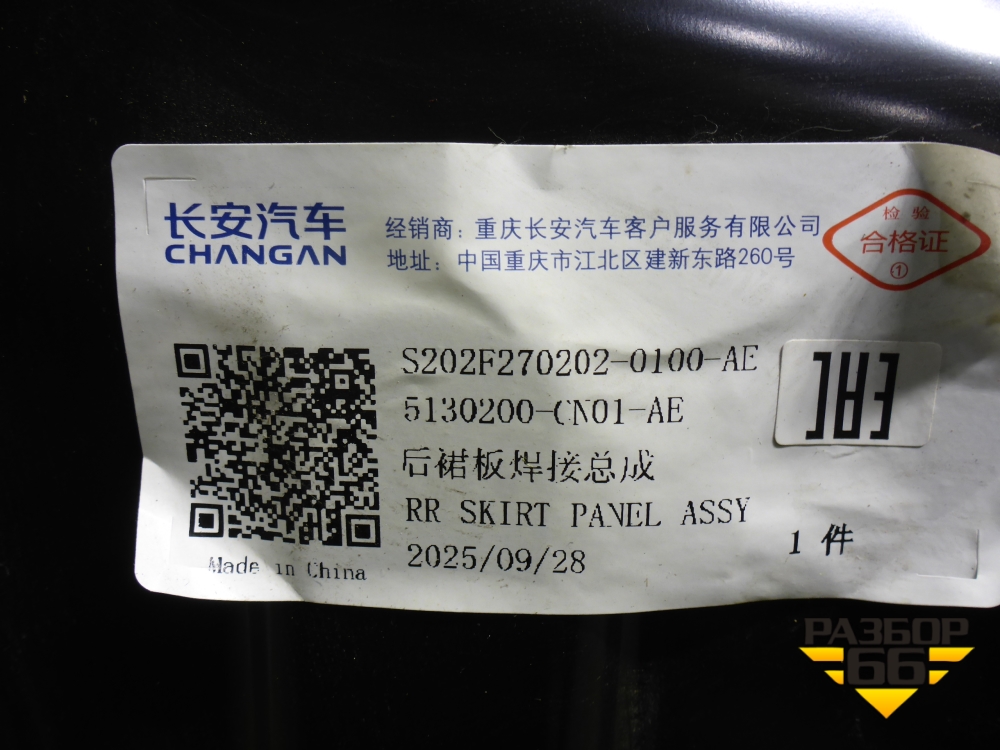 长安汽车
CHANGAN
经销商：重庆长安汽车客户服务有限公司
地址：中国重庆市江北区建新东路260号
检验
合格证
①
S202F270202-0100-AE
5130200-CN01-AE
后裙板焊接总成
RR SKIRT PANEL ASSY
2025/09/28
1 件
Made in China
РАЗБОР
66